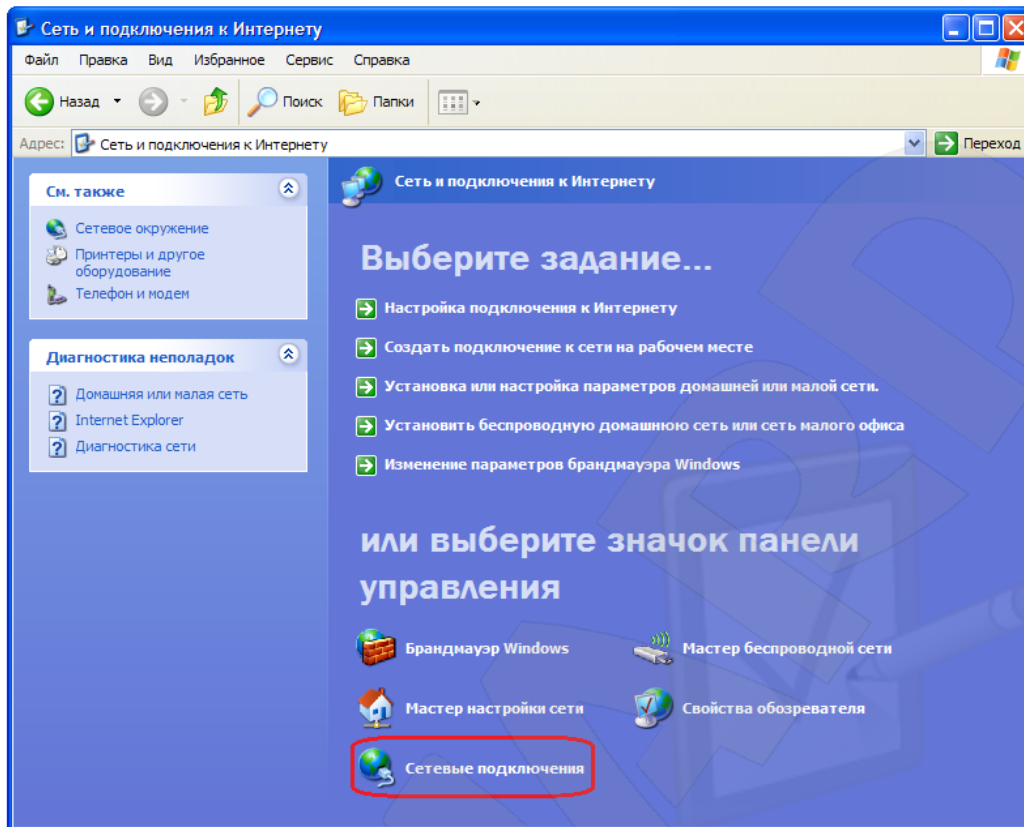 Сеть и подключения к Интернету
Файл Правка Вид Избранное Сервис Справка
Назад Поиск Папки
Адрес: Сеть и подключения к Интернету Переход
См. также
Сетевое окружение
Принтеры и другое
оборудование
Телефон и модем
Диагностика неполадок
Домашняя или малая сеть
Internet Explorer
Диагностика сети
Сеть и подключения к Интернету
Выберите задание...
Настройка подключения к Интернету
Создать подключение к сети на рабочем месте
Установка или настройка параметров домашней или малой сети.
Установить беспроводную домашнюю сеть или сеть малого офиса
Изменение параметров брандмауэра Windows
или выберите значок панели
управления
Брандмауэр Windows Мастер беспроводной сети
Мастер настройки сети Свойства обозревателя
Сетевые подключения